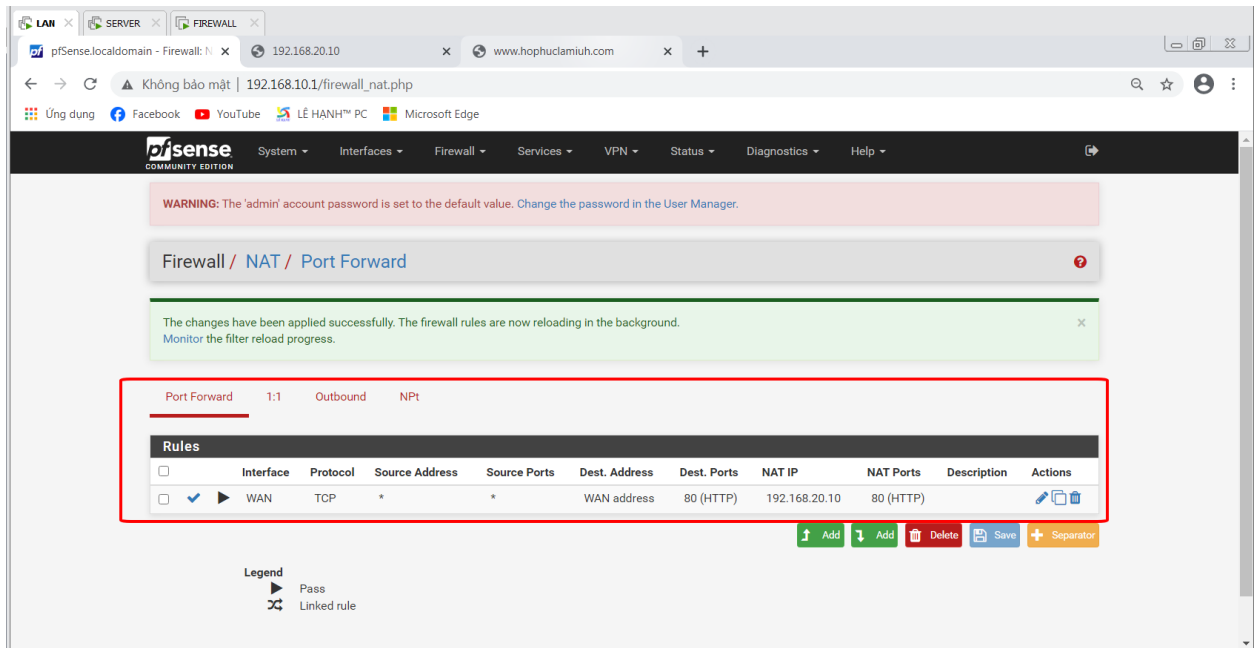 LAN SERVER FIREWALL
pfSense.localdomain - Firewall: N 192.168.20.10 www.hophuclamiuh.com
Không bảo mật | 192.168.10.1/firewall_nat.php
Ứng dụng Facebook YouTube LÊ HẠNH™ PC Microsoft Edge
pfsense System Interfaces Firewall Services VPN Status Diagnostics Help
COMMUNITY EDITION
WARNING: The 'admin' account password is set to the default value. Change the password in the User Manager.
Firewall / NAT / Port Forward
The changes have been applied successfully. The firewall rules are now reloading in the background.
Monitor the filter reload progress.
Port Forward 1:1 Outbound NPt
Rules
Interface Protocol Source Address Source Ports Dest. Address Dest. Ports NAT IP NAT Ports Description Actions
WAN TCP * * WAN address 80 (HTTP) 192.168.20.10 80 (HTTP)
Add Add Delete Save Separator
Legend
Pass
Linked rule